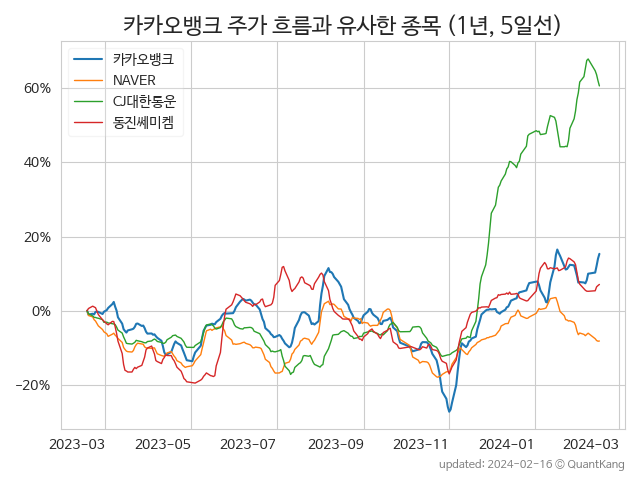 카카오뱅크 주가 흐름과 유사한 종목 (1년, 5일선)
카카오뱅크
NAVER
CJ대한통운
동진쎄미켐
60%
40%
20%
0%
−20%
2023-03 2023-05 2023-07 2023-09 2023-11 2024-01 2024-03
updated: 2024-02-16 © QuantKang